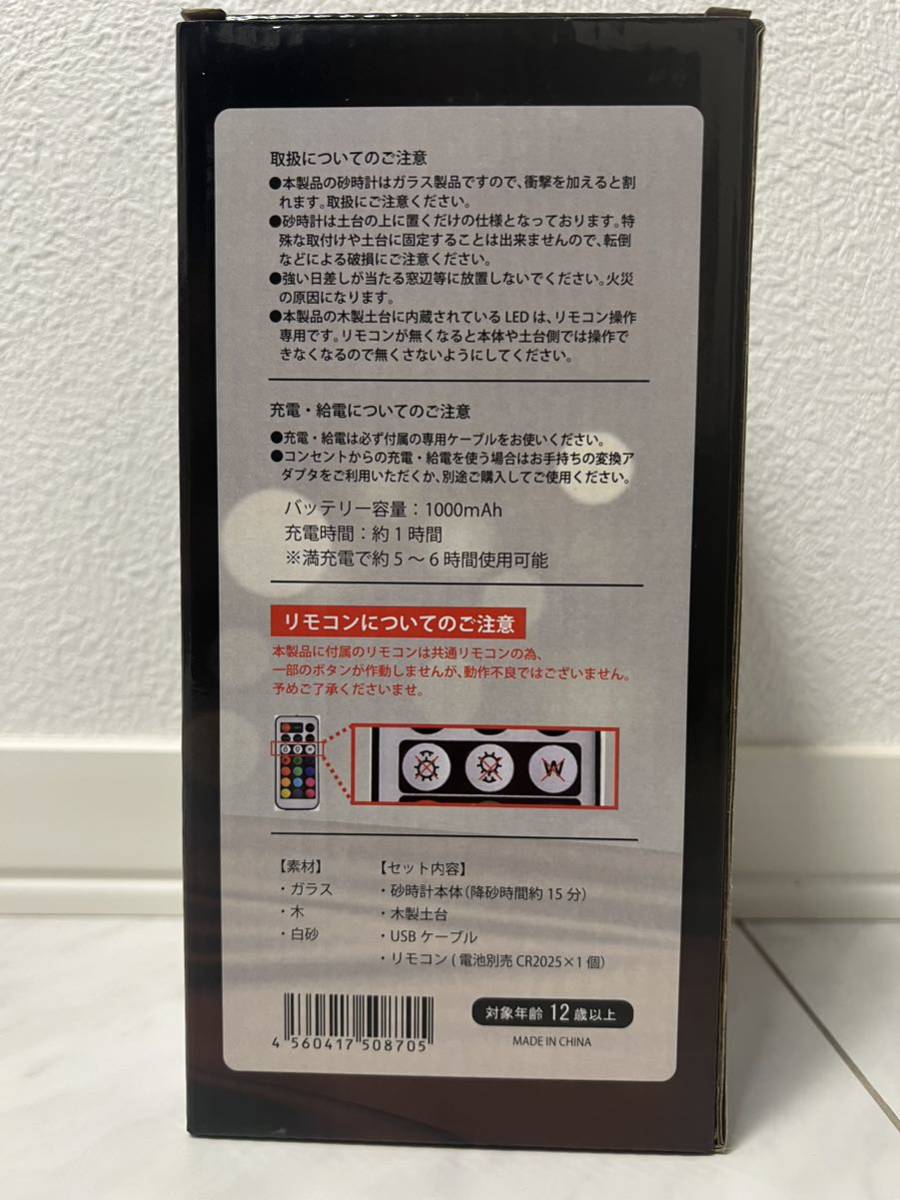 取扱についてのご注意
●本製品の砂時計はガラス製品ですので、衝撃を加えると割
れます。取扱にご注意ください。
●砂時計は土台の上に置くだけの仕様となっております。特
殊な取付けや土台に固定することは出来ませんので、転倒
などによる破損にご注意ください。
●強い日差しが当たる窓辺等に放置しないでください。火災
の原因になります。
●本製品の木製土台に内蔵されている LED は、リモコン操作
専用です。リモコンが無くなると本体や土台側では操作で
きなくなるので無くさないようにしてください。
充電・給電についてのご注意
●充電・給電は必ず付属の専用ケーブルをお使いください。
●コンセントからの充電・給電を使う場合はお手持ちの変換ア
ダプタをご利用いただくか、別途ご購入してご使用ください。
バッテリー容量：1000mAh
充電時間：約１時間
※満充電で約５～６時間使用可能
リモコンについてのご注意
本製品に付属のリモコンは共通リモコンの為、
一部のボタンが作動しませんが、動作不良ではございません。
予めご了承くださいませ。
W
【素材】
・ガラス
・木
・白砂
【セット内容】
・砂時計本体（降砂時間約 15 分）
・木製土台
・USB ケーブル
・リモコン ( 電池別売 CR2025×1 個）
4 560417 508705
対象年齢 12 歳以上
MADE IN CHINA